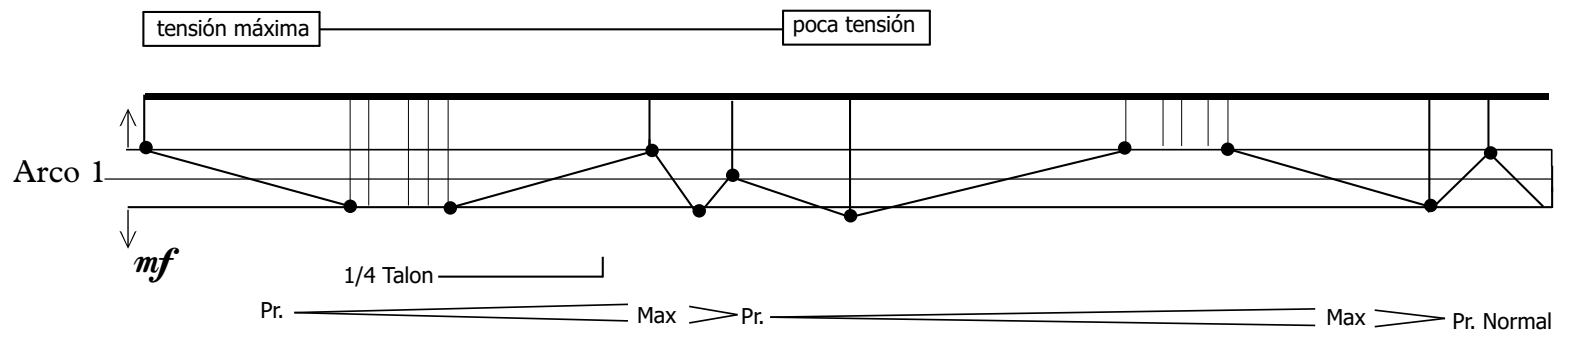 tensión máxima
poca tensión
Arco 1
mf
1/4 Talon
Pr.
Max
Pr.
Max
Pr. Normal